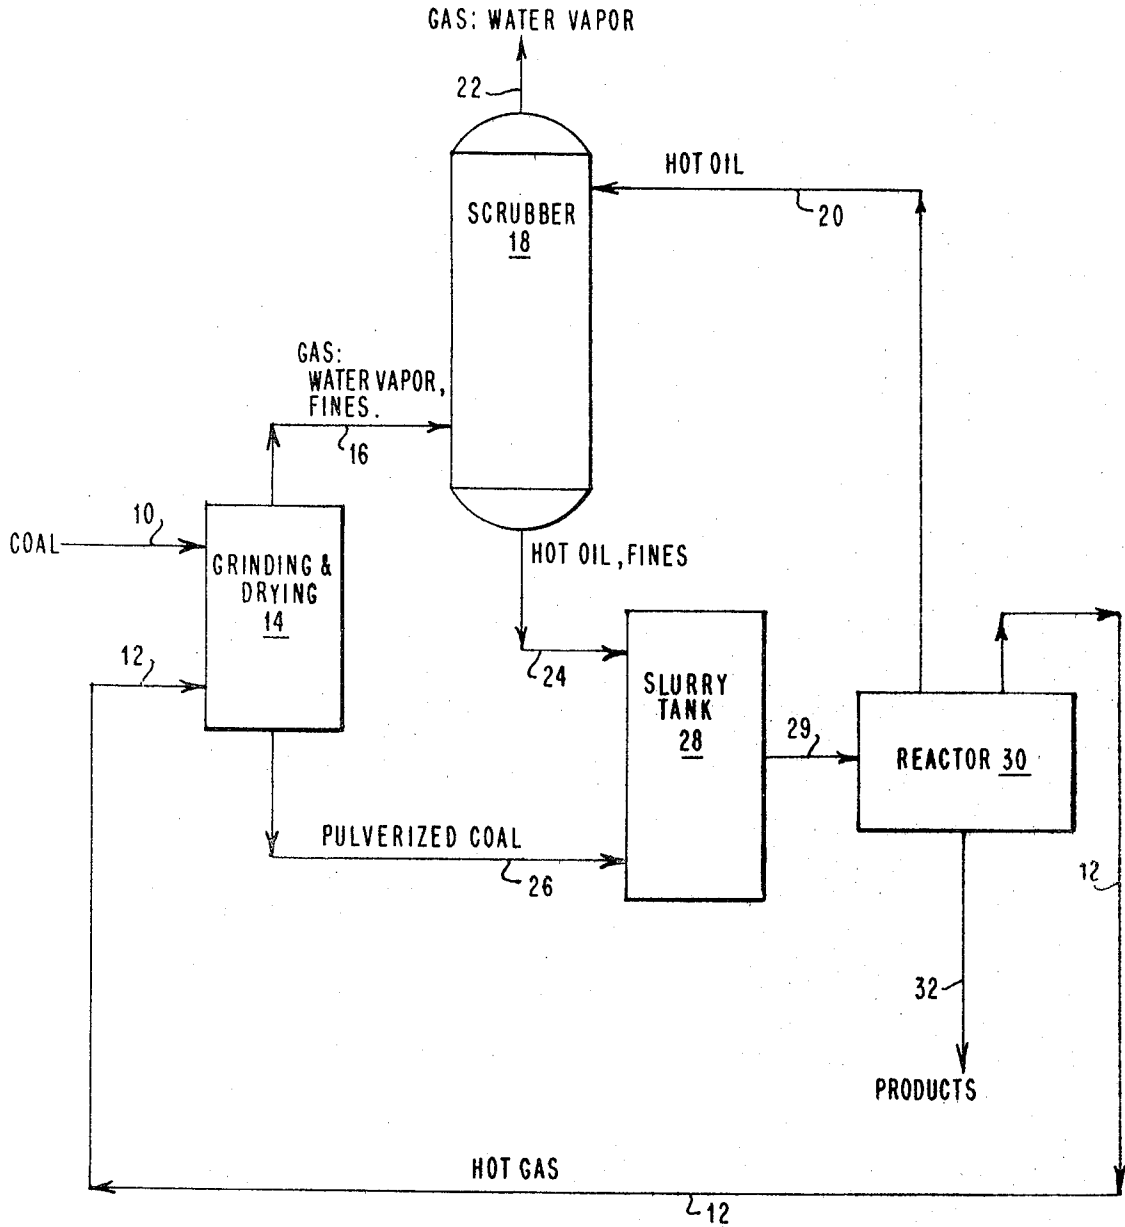 GAS: WATER VAPOR
22
HOT OIL
20
SCRUBBER
18
GAS:
WATER VAPOR,
FINES.
16
10
COAL
GRINDING &
DRYING
14
12
HOT OIL, FINES
24
SLURRY
TANK
28
29
REACTOR 30
PULVERIZED COAL
26
12
32
PRODUCTS
HOT GAS
12